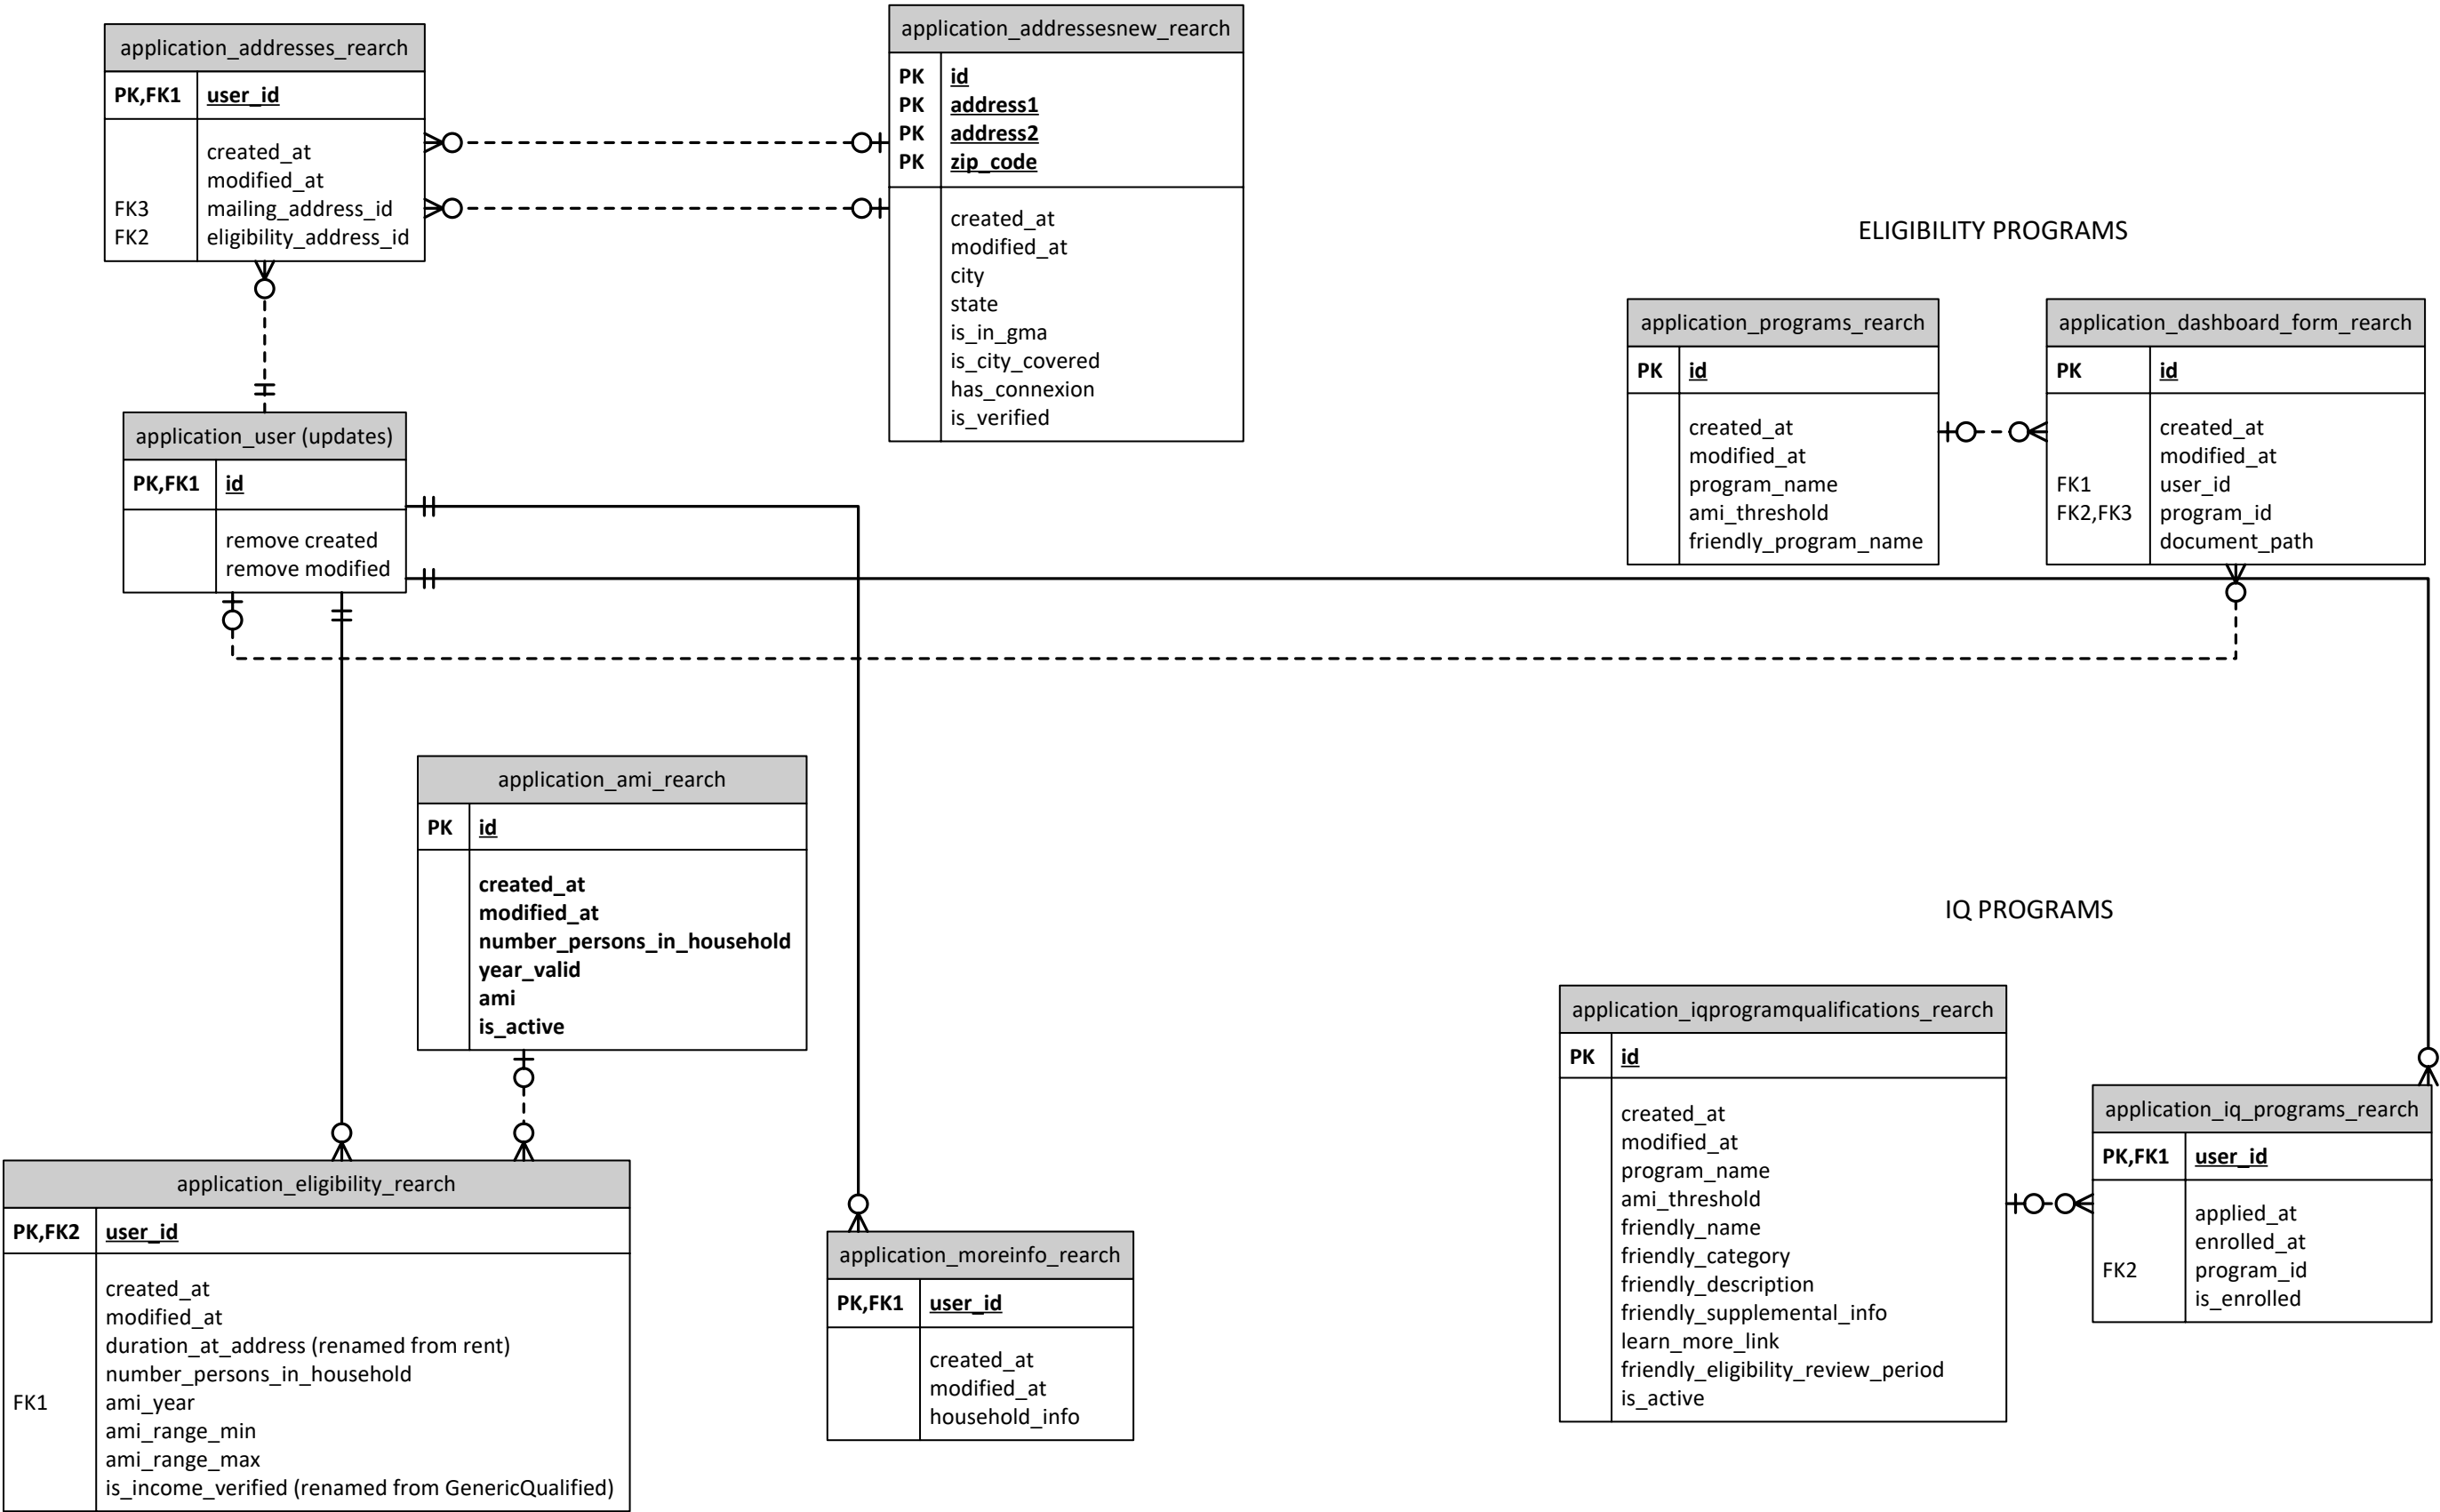 application_addresses_rearch
PK,FK1 user_id
created_at
modified_at
FK3 mailing_address_id
FK2 eligibility_address_id
application_addressesnew_rearch
PK id
PK address1
PK address2
PK zip_code
created_at
modified_at
city
state
is_in_gma
is_city_covered
has_connexion
is_verified
ELIGIBILITY PROGRAMS
application_programs_rearch
PK id
created_at
modified_at
program_name
ami_threshold
friendly_program_name
application_dashboard_form_rearch
PK id
created_at
modified_at
FK1 user_id
FK2,FK3 program_id
document_path
application_user (updates)
PK,FK1 id
remove created
remove modified
application_ami_rearch
PK id
created_at
modified_at
number_persons_in_household
year_valid
ami
is_active
IQ PROGRAMS
application_iqprogramqualifications_rearch
PK id
created_at
modified_at
program_name
ami_threshold
friendly_name
friendly_category
friendly_description
friendly_supplemental_info
learn_more_link
friendly_eligibility_review_period
is_active
application_iq_programs_rearch
PK,FK1 user_id
applied_at
enrolled_at
FK2 program_id
is_enrolled
application_eligibility_rearch
PK,FK2 user_id
created_at
modified_at
duration_at_address (renamed from rent)
number_persons_in_household
FK1 ami_year
ami_range_min
ami_range_max
is_income_verified (renamed from GenericQualified)
application_moreinfo_rearch
PK,FK1 user_id
created_at
modified_at
household_info